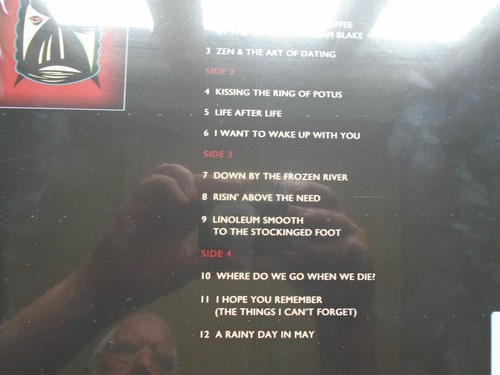 COFFEE
BLAKE
3 ZEN & THE ART OF DATING
SIDE 2
4 KISSING THE RING OF POTUS
5 LIFE AFTER LIFE
6 I WANT TO WAKE UP WITH YOU
SIDE 3
7 DOWN BY THE FROZEN RIVER
8 RISIN' ABOVE THE NEED
9 LINOLEUM SMOOTH
TO THE STOCKINGED FOOT
SIDE 4
10 WHERE DO WE GO WHEN WE DIE?
11 I HOPE YOU REMEMBER
(THE THINGS I CAN'T FORGET)
12 A RAINY DAY IN MAY